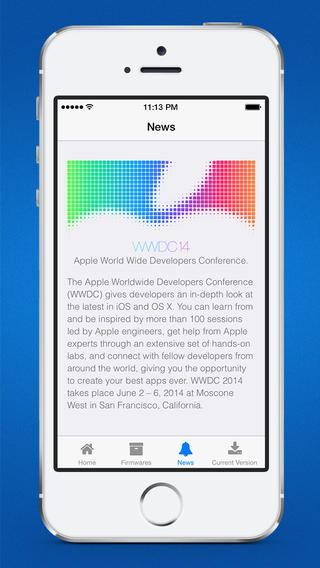 11:13 PM
News
WWDC14
Apple World Wide Developers Conference.
The Apple Worldwide Developers Conference
(WWDC) gives developers an in-depth look at
the latest in iOS and OS X. You can learn from
and be inspired by more than 100 sessions
led by Apple engineers, get help from Apple
experts through an extensive set of hands-on
labs, and connect with fellow developers from
around the world, giving you the opportunity
to create your best apps ever. WWDC 2014
takes place June 2 – 6, 2014 at Moscone
West in San Francisco, California.
Home Firmwares News Current Version